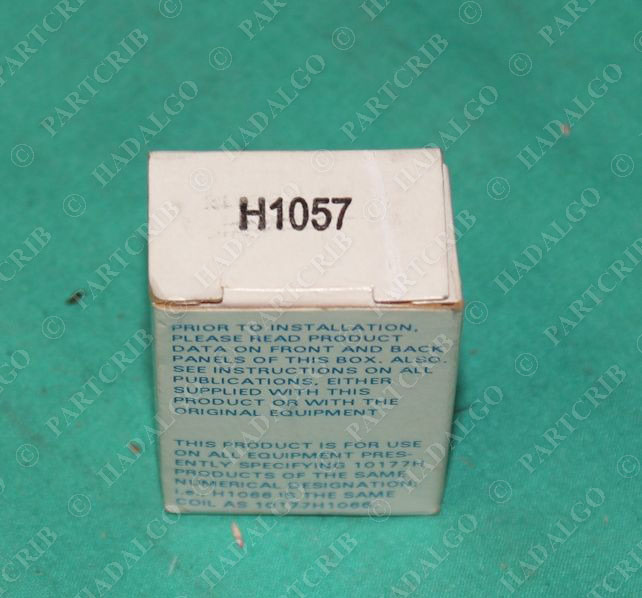 H1057
PRIOR TO INSTALLATION,
PLEASE READ PRODUCT
DATA ON FRONT AND BACK
PANELS OF THIS BOX. ALSO.
SEE INSTRUCTIONS ON ALL
PUBLICATIONS, EITHER
SUPPLIED WITH THIS
PRODUCT OR WITH THE
ORIGINAL EQUIPMENT
THIS PRODUCT IS FOR USE
ON ALL EQUIPMENT PRES-
ENTLY SPECIFYING 10177H
PRODUCTS OF THE SAME
NUMERICAL DESIGNATION,
i.e., H1066 IS THE SAME
COIL AS 10177H1066.
© PARTCRIB
© HADALGO